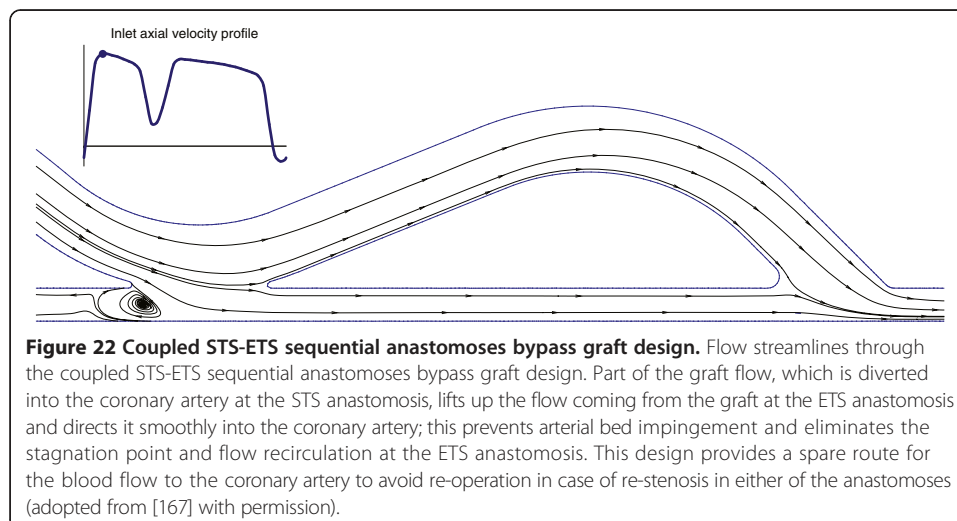 Inlet axial velocity profile
Figure 22 Coupled STS-ETS sequential anastomoses bypass graft design. Flow streamlines through
the coupled STS-ETS sequential anastomoses bypass graft design. Part of the graft flow, which is diverted
into the coronary artery at the STS anastomosis, lifts up the flow coming from the graft at the ETS anastomosis
and directs it smoothly into the coronary artery; this prevents arterial bed impingement and eliminates the
stagnation point and flow recirculation at the ETS anastomosis. This design provides a spare route for
the blood flow to the coronary artery to avoid re-operation in case of re-stenosis in either of the anastomoses
(adopted from [167] with permission).